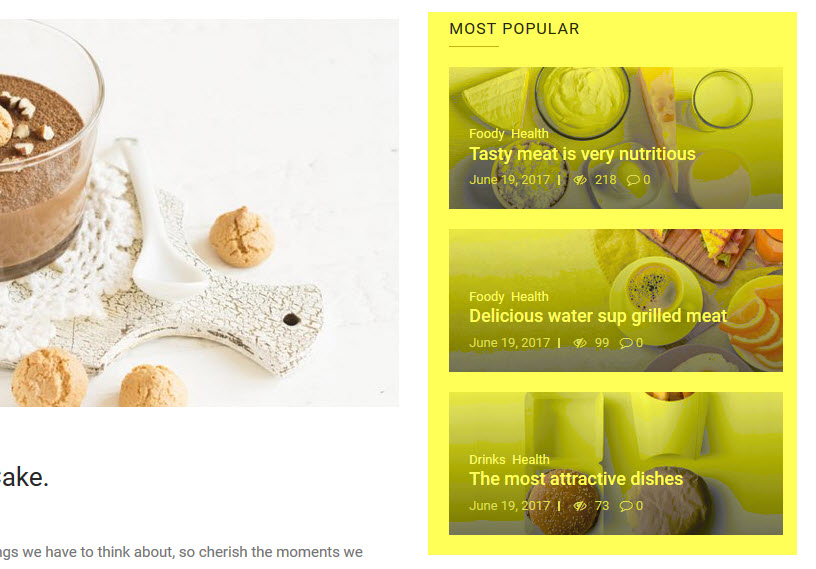 MOST POPULAR
Foody Health
Tasty meat is very nutritious
June 19, 2017 218 0
Foody Health
Delicious water sup grilled meat
June 19, 2017 99 0
Drinks Health
The most attractive dishes
June 19, 2017 73 0
ake.
ngs we have to think about, so cherish the moments we